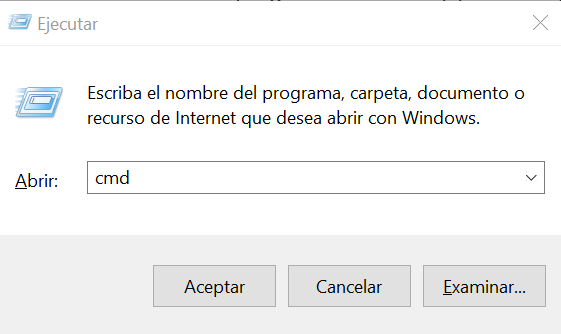 Ejecutar
Escriba el nombre del programa, carpeta, documento o
recurso de Internet que desea abrir con Windows.
Abrir: cmd
Aceptar Cancelar Examinar...